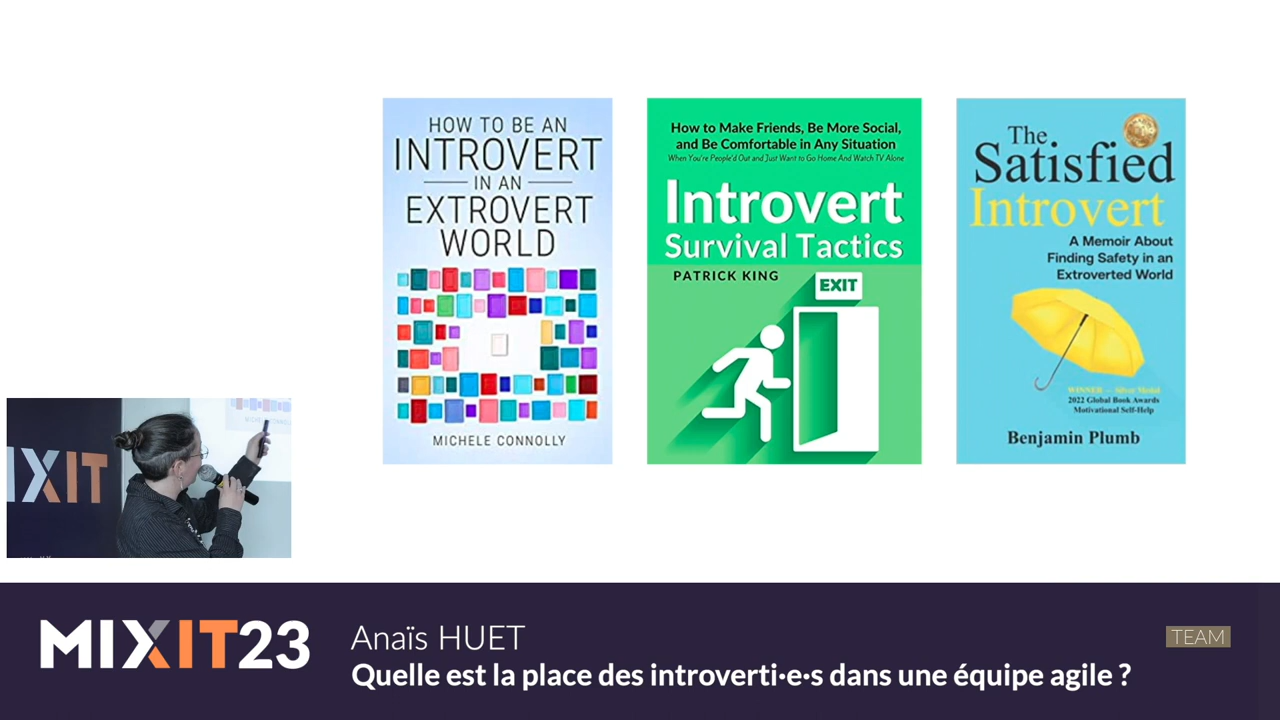 HOW TO BE AN
INTROVERT
IN AN
EXTROVERT
WORLD
MICHELE CONNOLLY
How to Make Friends, Be More Social,
and Be Comfortable in Any Situation
When You're People'd Out and Just Want to Go Home And Watch TV Alone
Introvert
Survival Tactics
PATRICK KING
EXIT
The
Satisfied
Introvert
A Memoir About
Finding Safety in an
Extroverted World
WINNER — Silver Medal
2022 Global Book Awards
Motivational Self-Help
Benjamin Plumb
IXIT
MIXIT23
Anaïs HUET
TEAM
Quelle est la place des introverti·e·s dans une équipe agile ?